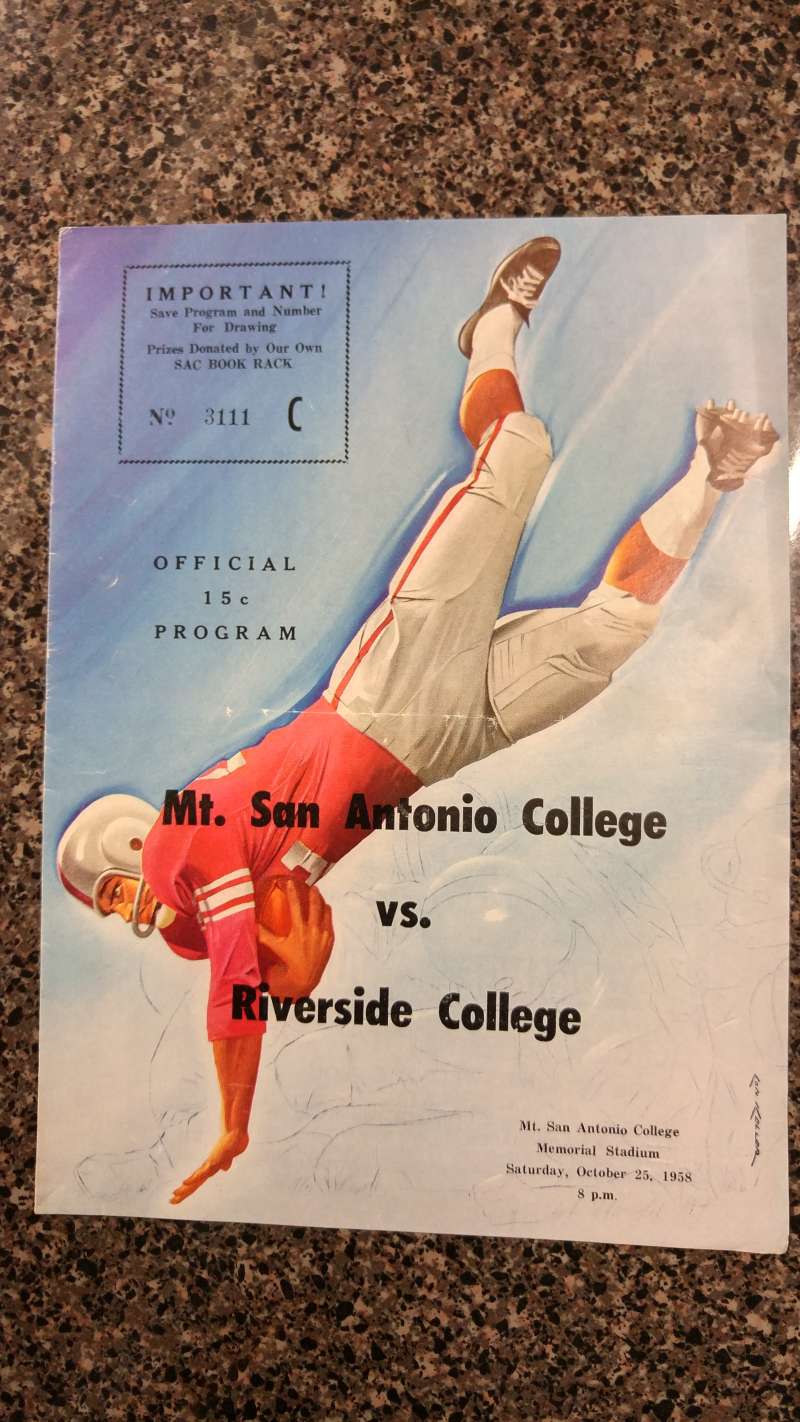 IMPORTANT!
Save Program and Number
For Drawing
Prizes Donated by Our Own
SAC BOOK RACK
Nº 3111 C
OFFICIAL
15c
PROGRAM
Mt. San Antonio College
vs.
Riverside College
Mt. San Antonio College
Memorial Stadium
Saturday, October 25, 1958
8 p.m.